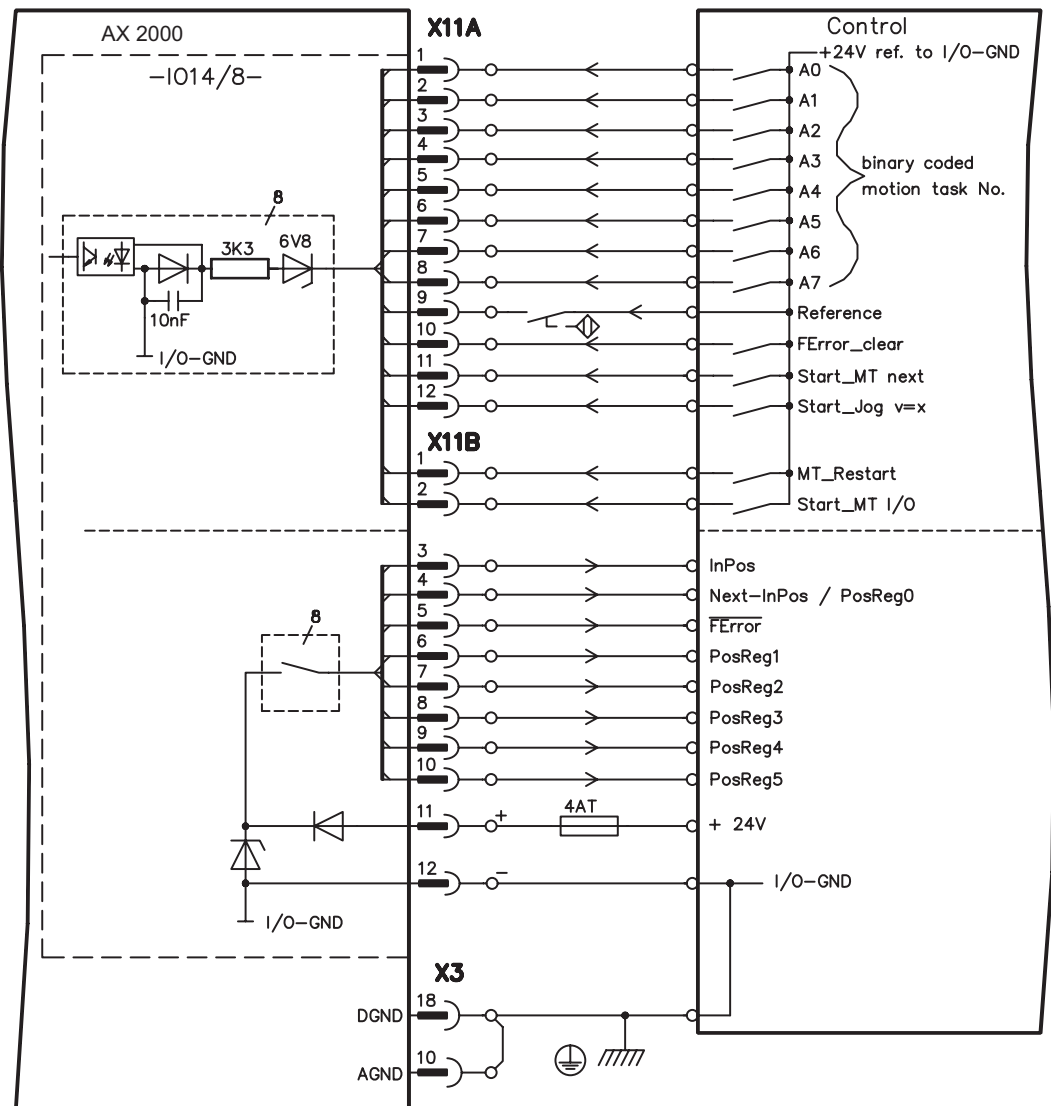 AX 2000
-IO14/8-
X11A
Control
+24V ref. to I/O-GND
1
A0
2
A1
3
A2
4
A3
binary coded
motion task No.
5
A4
6
A5
7
A6
8
A7
9
Reference
10
FError_clear
11
Start_MT next
12
Start_Jog v=x
8
3K3
6V8
10nF
I/O-GND
X11B
1
MT_Restart
2
Start_MT I/O
3
InPos
4
Next-InPos / PosReg0
5
FError
6
PosReg1
7
PosReg2
8
PosReg3
9
PosReg4
10
PosReg5
8
11
+
4AT
+ 24V
12
-
I/O-GND
I/O-GND
X3
DGND
18
AGND
10